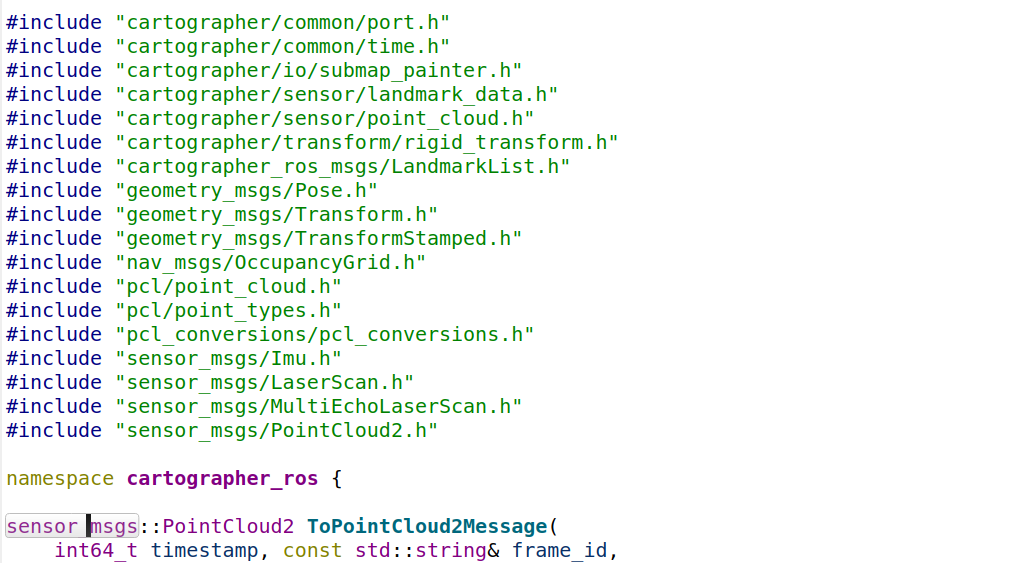 #include "cartographer/common/port.h"
#include "cartographer/common/time.h"
#include "cartographer/io/submap_painter.h"
#include "cartographer/sensor/landmark_data.h"
#include "cartographer/sensor/point_cloud.h"
#include "cartographer/transform/rigid_transform.h"
#include "cartographer_ros_msgs/LandmarkList.h"
#include "geometry_msgs/Pose.h"
#include "geometry_msgs/Transform.h"
#include "geometry_msgs/TransformStamped.h"
#include "nav_msgs/OccupancyGrid.h"
#include "pcl/point_cloud.h"
#include "pcl/point_types.h"
#include "pcl_conversions/pcl_conversions.h"
#include "sensor_msgs/Imu.h"
#include "sensor_msgs/LaserScan.h"
#include "sensor_msgs/MultiEchoLaserScan.h"
#include "sensor_msgs/PointCloud2.h"
namespace cartographer_ros {
sensor_msgs::PointCloud2 ToPointCloud2Message(
int64_t timestamp, const std::string& frame_id,